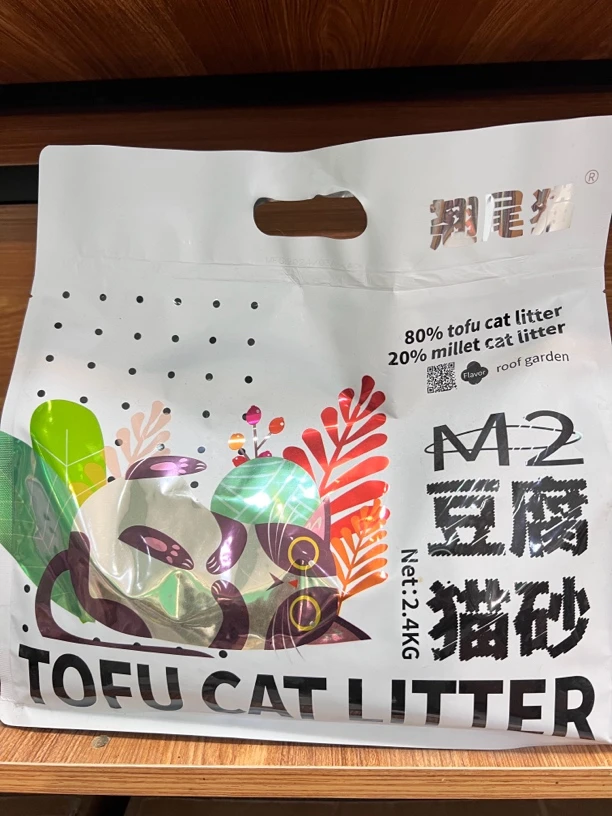 翘尾猫
®
80% tofu cat litter
20% millet cat litter
Flavor roof garden
M2
豆腐
猫砂
Net:2.4KG
TOFU CAT LITTER